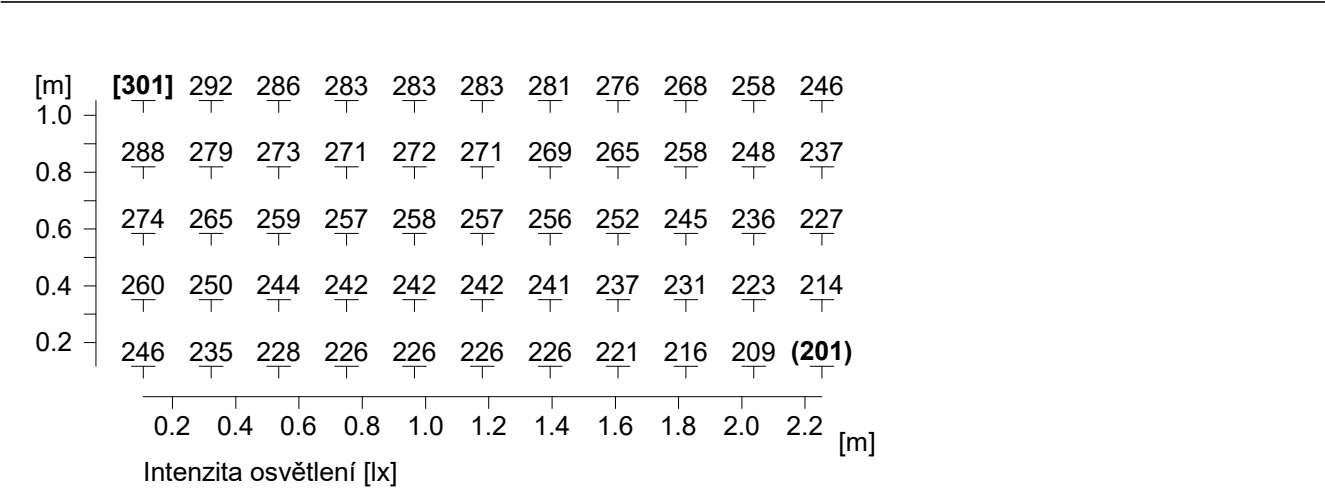 [m] [301] 292 286 283 283 283 281 276 268 258 246
1.0
288 279 273 271 272 271 269 265 258 248 237
0.8
274 265 259 257 258 257 256 252 245 236 227
0.6
260 250 244 242 242 242 241 237 231 223 214
0.4
0.2 246 235 228 226 226 226 226 221 216 209 (201)
0.2 0.4 0.6 0.8 1.0 1.2 1.4 1.6 1.8 2.0 2.2 [m]
Intenzita osvětlení [lx]